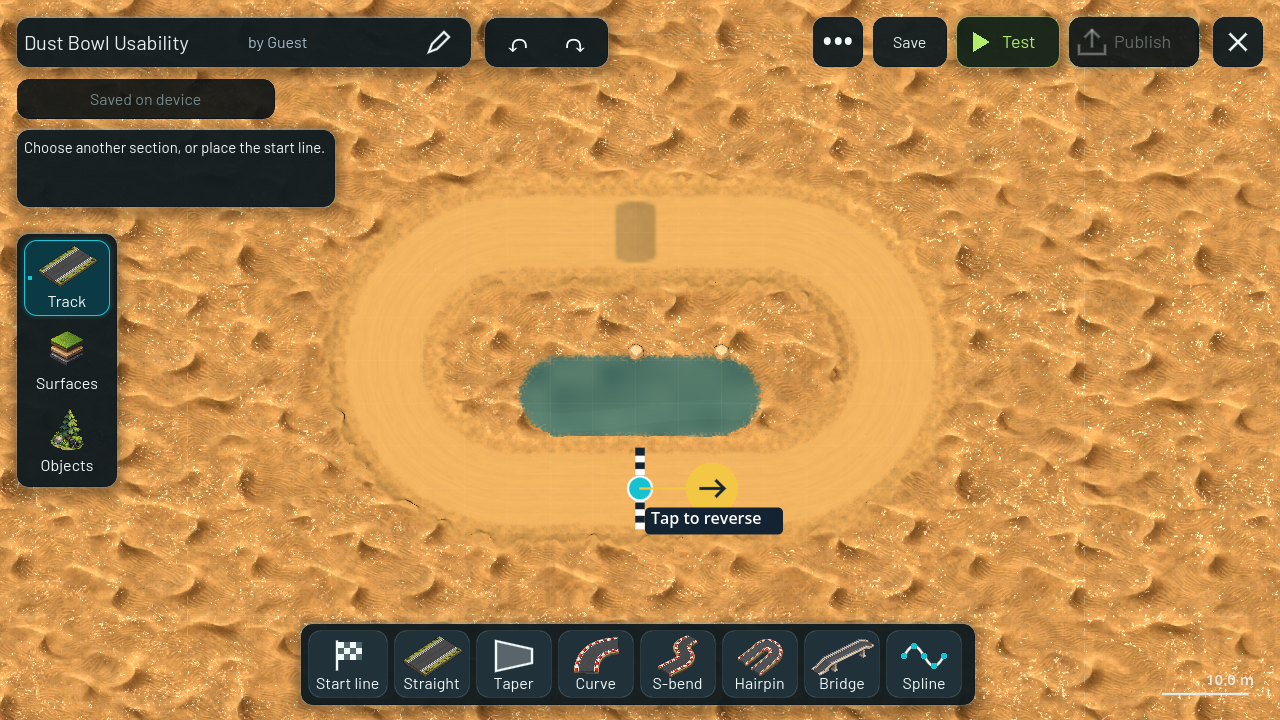 Dust Bowl Usability by Guest
Save
Test
Publish
Saved on device
Choose another section, or place the start line.
Track
Surfaces
Objects
Tap to reverse
Start line
Straight
Taper
Curve
S-bend
Hairpin
Bridge
Spline
10.0 m